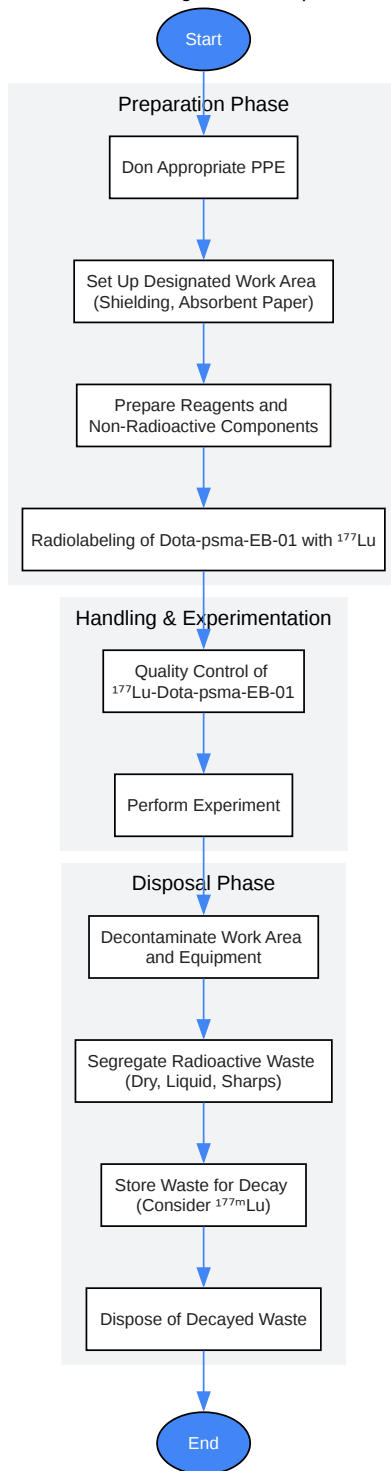 Start
Preparation Phase
Don Appropriate PPE
Set Up Designated Work Area
(Shielding, Absorbent Paper)
Prepare Reagents and
Non-Radioactive Components
Radiolabeling of Dota-psma-EB-01 with ¹⁷⁷Lu
Handling & Experimentation
Quality Control of
¹⁷⁷Lu-Dota-psma-EB-01
Perform Experiment
Disposal Phase
Decontaminate Work Area
and Equipment
Segregate Radioactive Waste
(Dry, Liquid, Sharps)
Store Waste for Decay
(Consider ¹⁷⁷ᵐLu)
Dispose of Decayed Waste
End